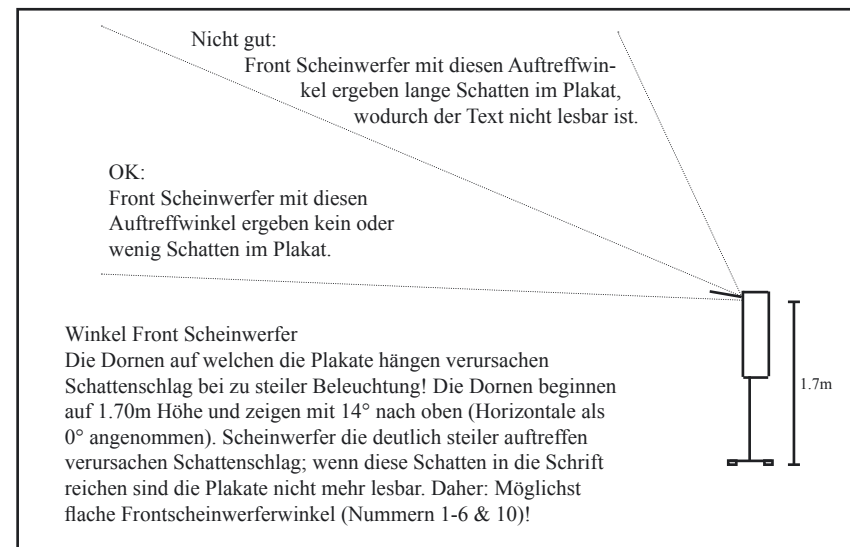 Nicht gut:
Front Scheinwerfer mit diesen Auftreffwin-
kel ergeben lange Schatten im Plakat,
wodurch der Text nicht lesbar ist.
OK:
Front Scheinwerfer mit diesen
Auftreffwinkel ergeben kein oder
wenig Schatten im Plakat.
Winkel Front Scheinwerfer
Die Dornen auf welchen die Plakate hängen verursachen
Schattenschlag bei zu steiler Beleuchtung! Die Dornen beginnen
auf 1.70m Höhe und zeigen mit 14° nach oben (Horizontale als
0° angenommen). Scheinwerfer die deutlich steiler auftreffen
verursachen Schattenschlag; wenn diese Schatten in die Schrift
reichen sind die Plakate nicht mehr lesbar. Daher: Möglichst
flache Frontscheinwerferwinkel (Nummern 1-6 & 10)!
1.7m